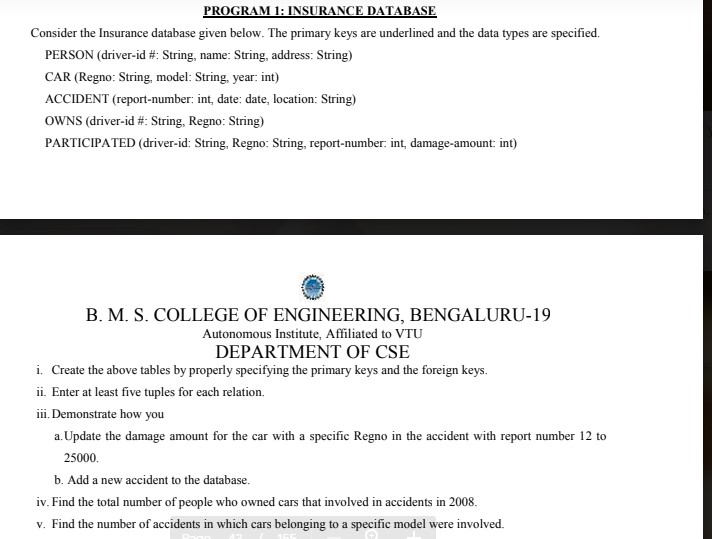 PROGRAM 1: INSURANCE DATABASE
Consider the Insurance database given below. The primary keys are underlined and the data types are specified.
PERSON (driver-id #: String, name: String, address: String)
CAR (Regno: String, model: String, year: int)
ACCIDENT (report-number: int, date: date, location: String)
OWNS (driver-id #: String, Regno: String)
PARTICIPATED (driver-id: String, Regno: String, report-number: int, damage-amount: int)
B. M. S. COLLEGE OF ENGINEERING, BENGALURU-19
Autonomous Institute, Affiliated to VTU
DEPARTMENT OF CSE
i. Create the above tables by properly specifying the primary keys and the foreign keys.
ii. Enter at least five tuples for each relation.
iii. Demonstrate how you
a. Update the damage amount for the car with a specific Regno in the accident with report number 12 to
25000.
b. Add a new accident to the database.
iv. Find the total number of people who owned cars that involved in accidents in 2008.
v. Find the number of accidents in which cars belonging to a specific model were involved.